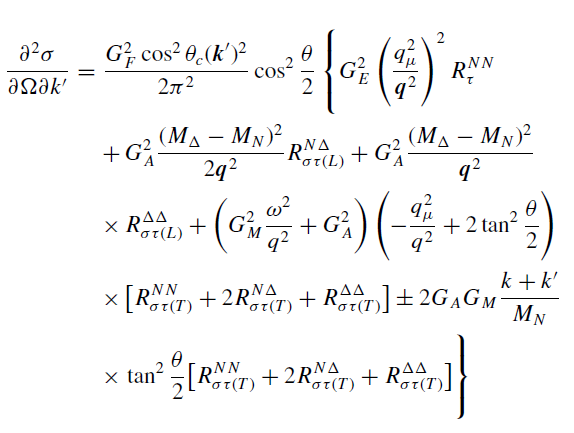 ∂²σ/∂Ω∂k′ = G_F² cos² θ_c (k′)²/2π² cos² θ/2 { G_E² (q_μ²/q²)² R_τ^{NN}
+ G_A² (M_Δ − M_N)²/2q² R_{στ(L)}^{NΔ} + G_A² (M_Δ − M_N)²/q²
× R_{στ(L)}^{ΔΔ} + (G_M² ω²/q² + G_A²) (−q_μ²/q² + 2 tan² θ/2)
× [R_{στ(T)}^{NN} + 2R_{στ(T)}^{NΔ} + R_{στ(T)}^{ΔΔ}] ± 2G_A G_M k + k′/M_N
× tan² θ/2 [R_{στ(T)}^{NN} + 2R_{στ(T)}^{NΔ} + R_{στ(T)}^{ΔΔ}] }